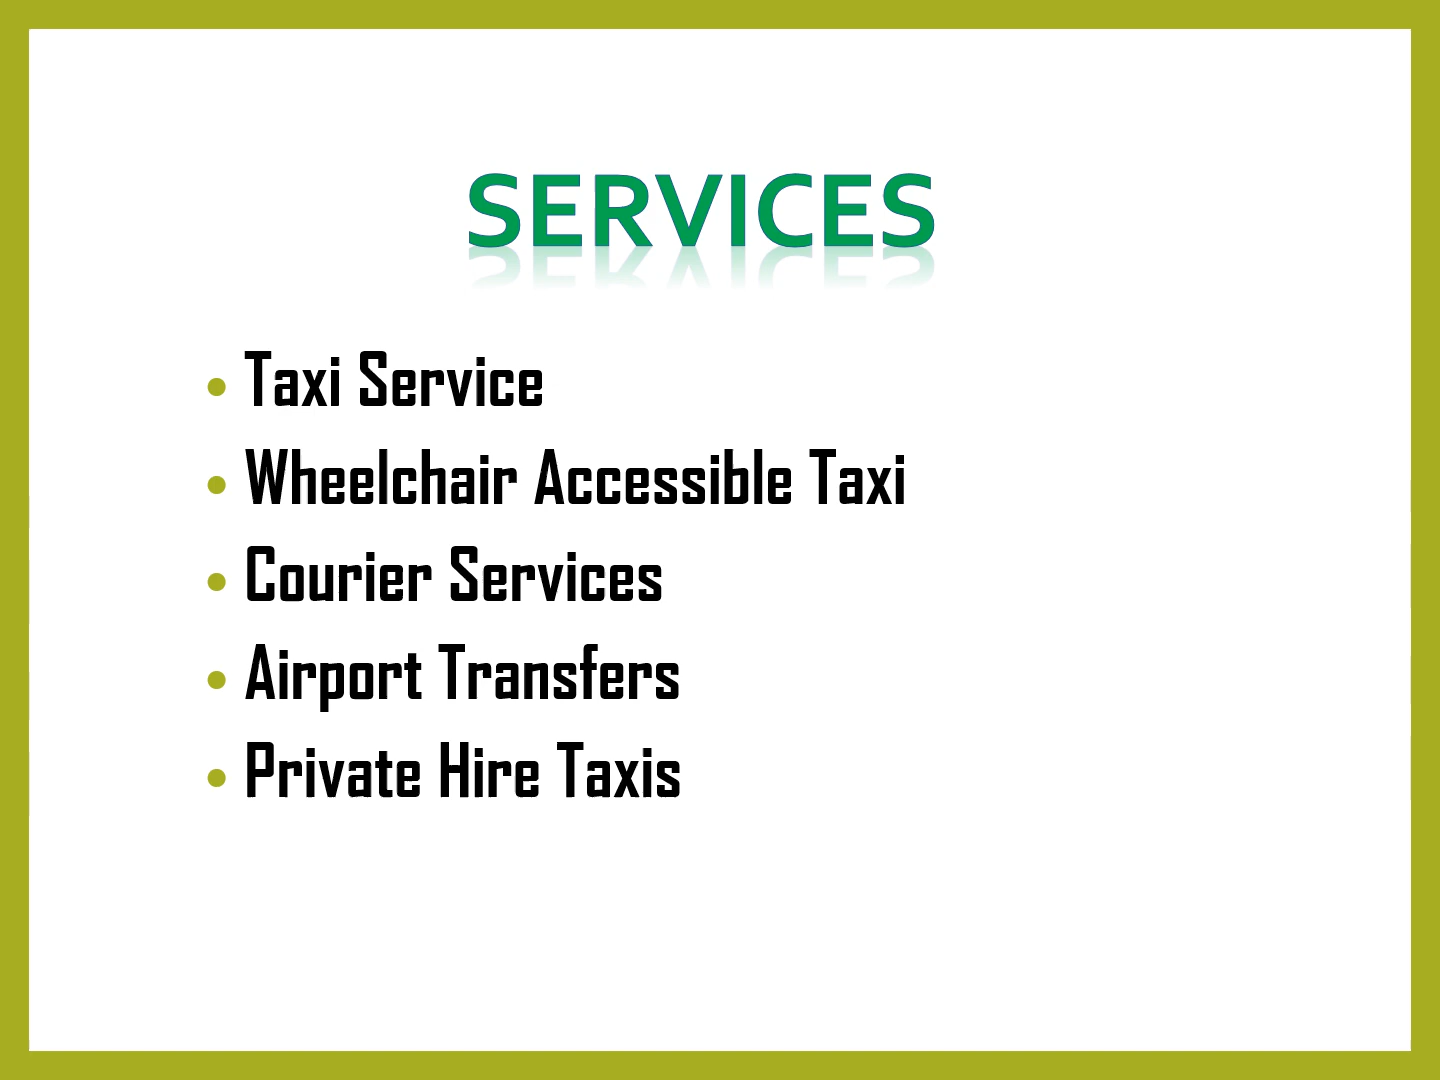 SERVICES
• Taxi Service
• Wheelchair Accessible Taxi
• Courier Services
• Airport Transfers
• Private Hire Taxis